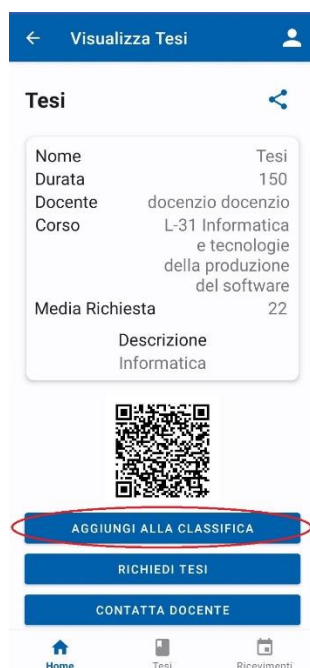 Visualizza Tesi
Tesi
Nome Tesi
Durata 150
Docente docenzio docenzio
Corso L-31 Informatica
e tecnologie
della produzione
del software
Media Richiesta 22
Descrizione
Informatica
AGGIUNGI ALLA CLASSIFICA
RICHIEDI TESI
CONTATTA DOCENTE
Home Tesi Ricevimenti